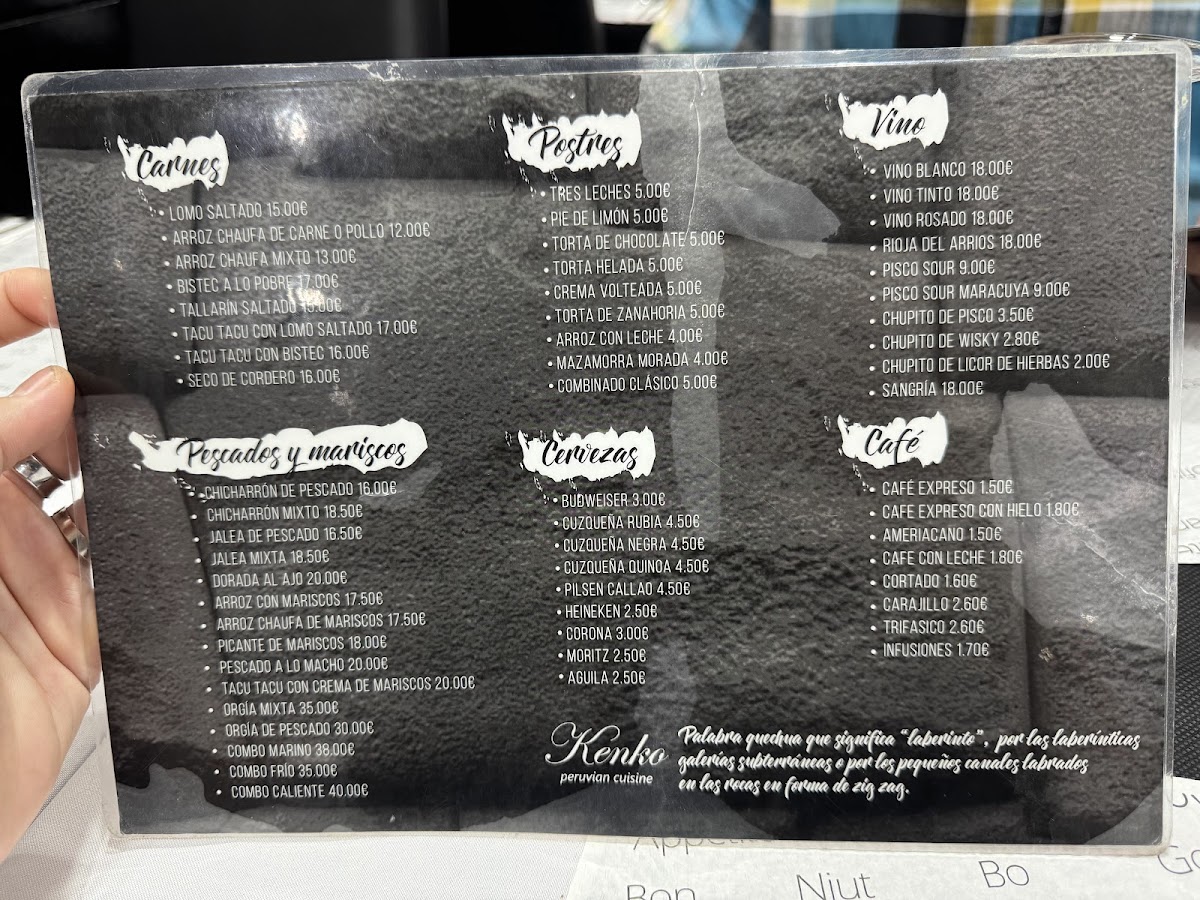 Carnes
• LOMO SALTADO 15.00€
• ARROZ CHAUFA DE CARNE O POLLO 12.00€
• ARROZ CHAUFA MIXTO 13.00€
• BISTEC A LO POBRE 17.00€
• TALLARÍN SALTADO 15.00€
• TACU TACU CON LOMO SALTADO 17.00€
• TACU TACU CON BISTEC 16.00€
• SECO DE CORDERO 16.00€
Pescados y mariscos
• CHICHARRÓN DE PESCADO 16.00€
• CHICHARRÓN MIXTO 18.50€
• JALEA DE PESCADO 16.50€
• JALEA MIXTA 18.50€
• DORADA AL AJO 20.00€
• ARROZ CON MARISCOS 17.50€
• ARROZ CHAUFA DE MARISCOS 17.50€
• PICANTE DE MARISCOS 18.00€
• PESCADO A LO MACHO 20.00€
• TACU TACU CON CREMA DE MARISCOS 20.00€
• ORGÍA MIXTA 35.00€
• ORGÍA DE PESCADO 30.00€
• COMBO MARINO 38.00€
• COMBO FRÍO 35.00€
• COMBO CALIENTE 40.00€
Postres
• TRES LECHES 5.00€
• PIE DE LIMÓN 5.00€
• TORTA DE CHOCOLATE 5.00€
• TORTA HELADA 5.00€
• CREMA VOLTEADA 5.00€
• TORTA DE ZANAHORIA 5.00€
• ARROZ CON LECHE 4.00€
• MAZAMORRA MORADA 4.00€
• COMBINADO CLÁSICO 5.00€
Cervezas
• BUDWEISER 3.00€
• CUZQUEÑA RUBIA 4.50€
• CUZQUEÑA NEGRA 4.50€
• CUZQUEÑA QUINOA 4.50€
• PILSEN CALLAO 4.50€
• HEINEKEN 2.50€
• CORONA 3.00€
• MORITZ 2.50€
• AGUILA 2.50€
Vino
• VINO BLANCO 18.00€
• VINO TINTO 18.00€
• VINO ROSADO 18.00€
• RIOJA DEL ARRIOS 18.00€
• PISCO SOUR 9.00€
• PISCO SOUR MARACUYA 9.00€
• CHUPITO DE PISCO 3.50€
• CHUPITO DE WISKY 2.80€
• CHUPITO DE LICOR DE HIERBAS 2.00€
• SANGRÍA 18.00€
Café
• CAFÉ EXPRESO 1.50€
• CAFE EXPRESO CON HIELO 1.80€
• AMERIACANO 1.50€
• CAFE CON LECHE 1.80€
• CORTADO 1.60€
• CARAJILLO 2.60€
• TRIFASICO 2.60€
• INFUSIONES 1.70€
Kenko
peruvian cuisine
Palabra quechua que significa "laberinto", por las laberínticas
galerías subterráneas o por los pequeños canales labrados
en las rocas en forma de zig zag.
Bon Njut Bo